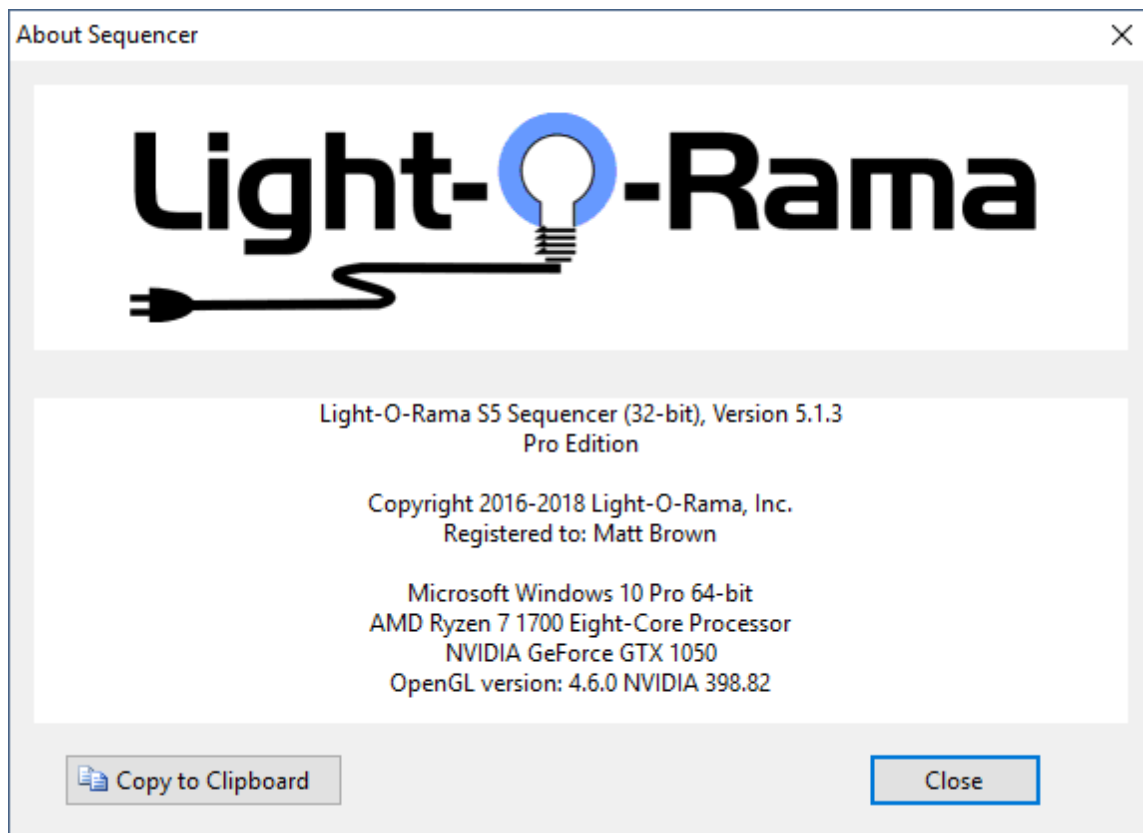 About Sequencer
Light-O-Rama
Light-O-Rama S5 Sequencer (32-bit), Version 5.1.3
Pro Edition
Copyright 2016-2018 Light-O-Rama, Inc.
Registered to: Matt Brown
Microsoft Windows 10 Pro 64-bit
AMD Ryzen 7 1700 Eight-Core Processor
NVIDIA GeForce GTX 1050
OpenGL version: 4.6.0 NVIDIA 398.82
Copy to Clipboard
Close